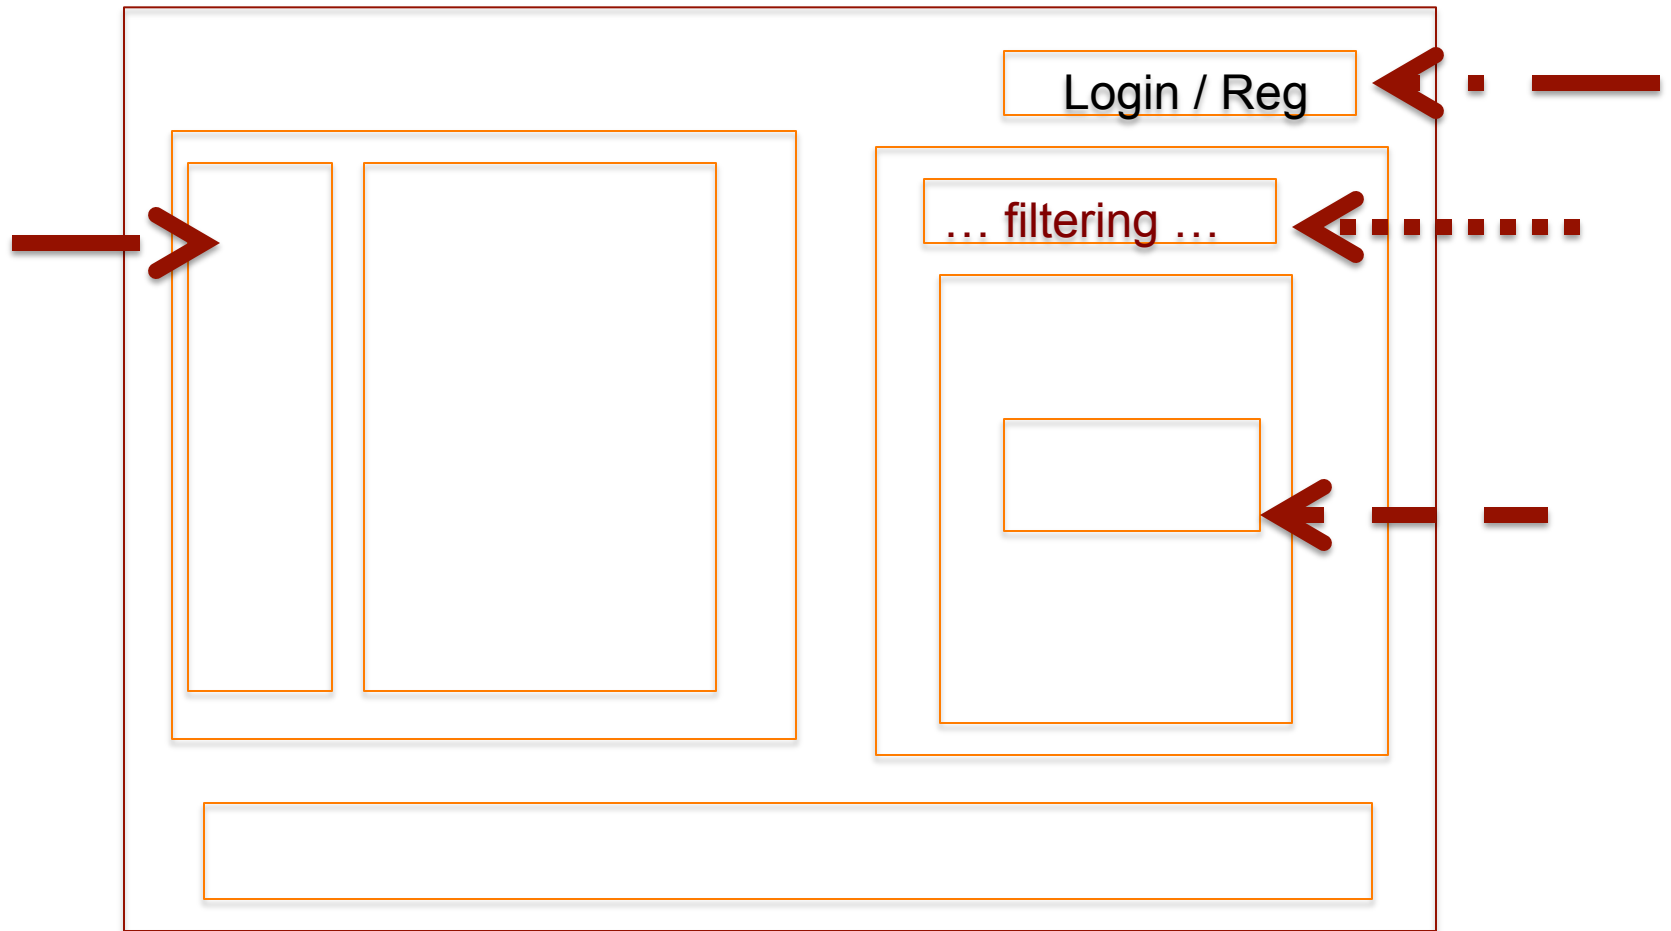 Login / Reg
… filtering …